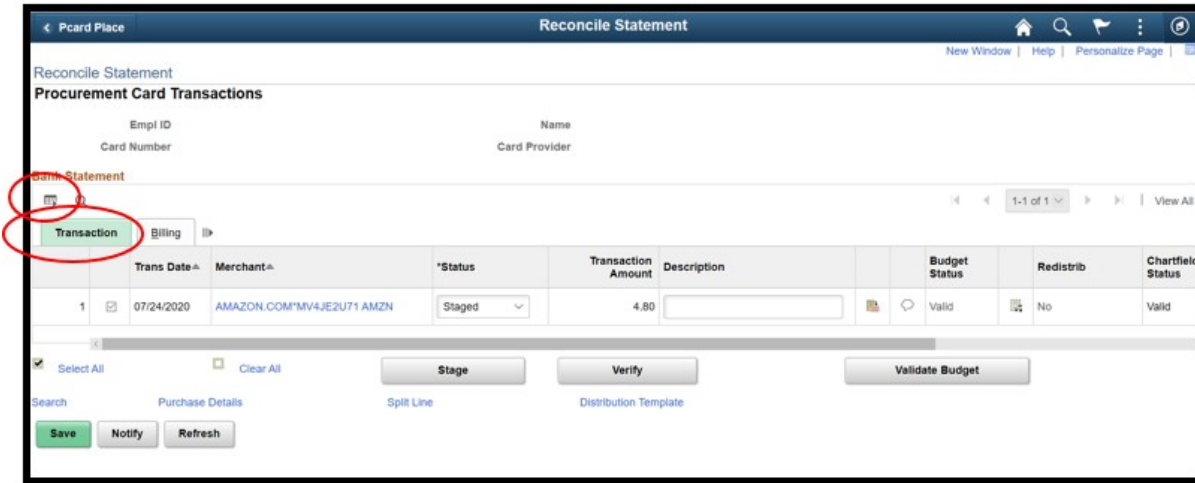 Pcard Place Reconcile Statement
New Window | Help | Personalize Page |
Reconcile Statement
Procurement Card Transactions
Empl ID Name
Card Number Card Provider
Bank Statement
1-1 of 1 | View All
Transaction Billing
Trans Date Merchant *Status Transaction Amount Description Budget Status Redistrib Chartfield Status
1 07/24/2020 AMAZON.COM*MV4JE2U71 AMZN Staged 4.80 Valid No Valid
Select All Clear All Stage Verify Validate Budget
Search Purchase Details Split Line Distribution Template
Save Notify Refresh